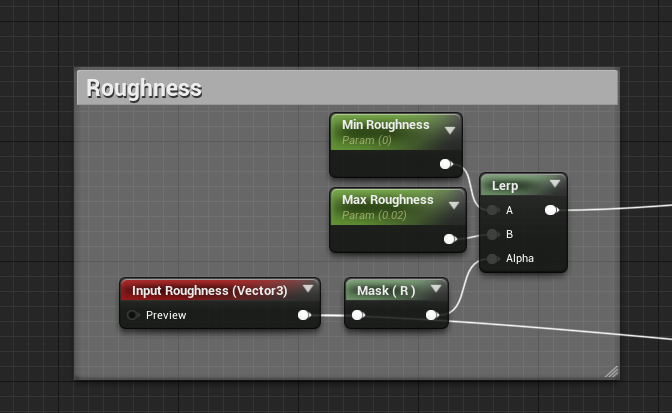 Roughness
Min Roughness
Param (0)
Max Roughness
Param (0.02)
Lerp
A
B
Alpha
Input Roughness (Vector3)
Preview
Mask ( R )